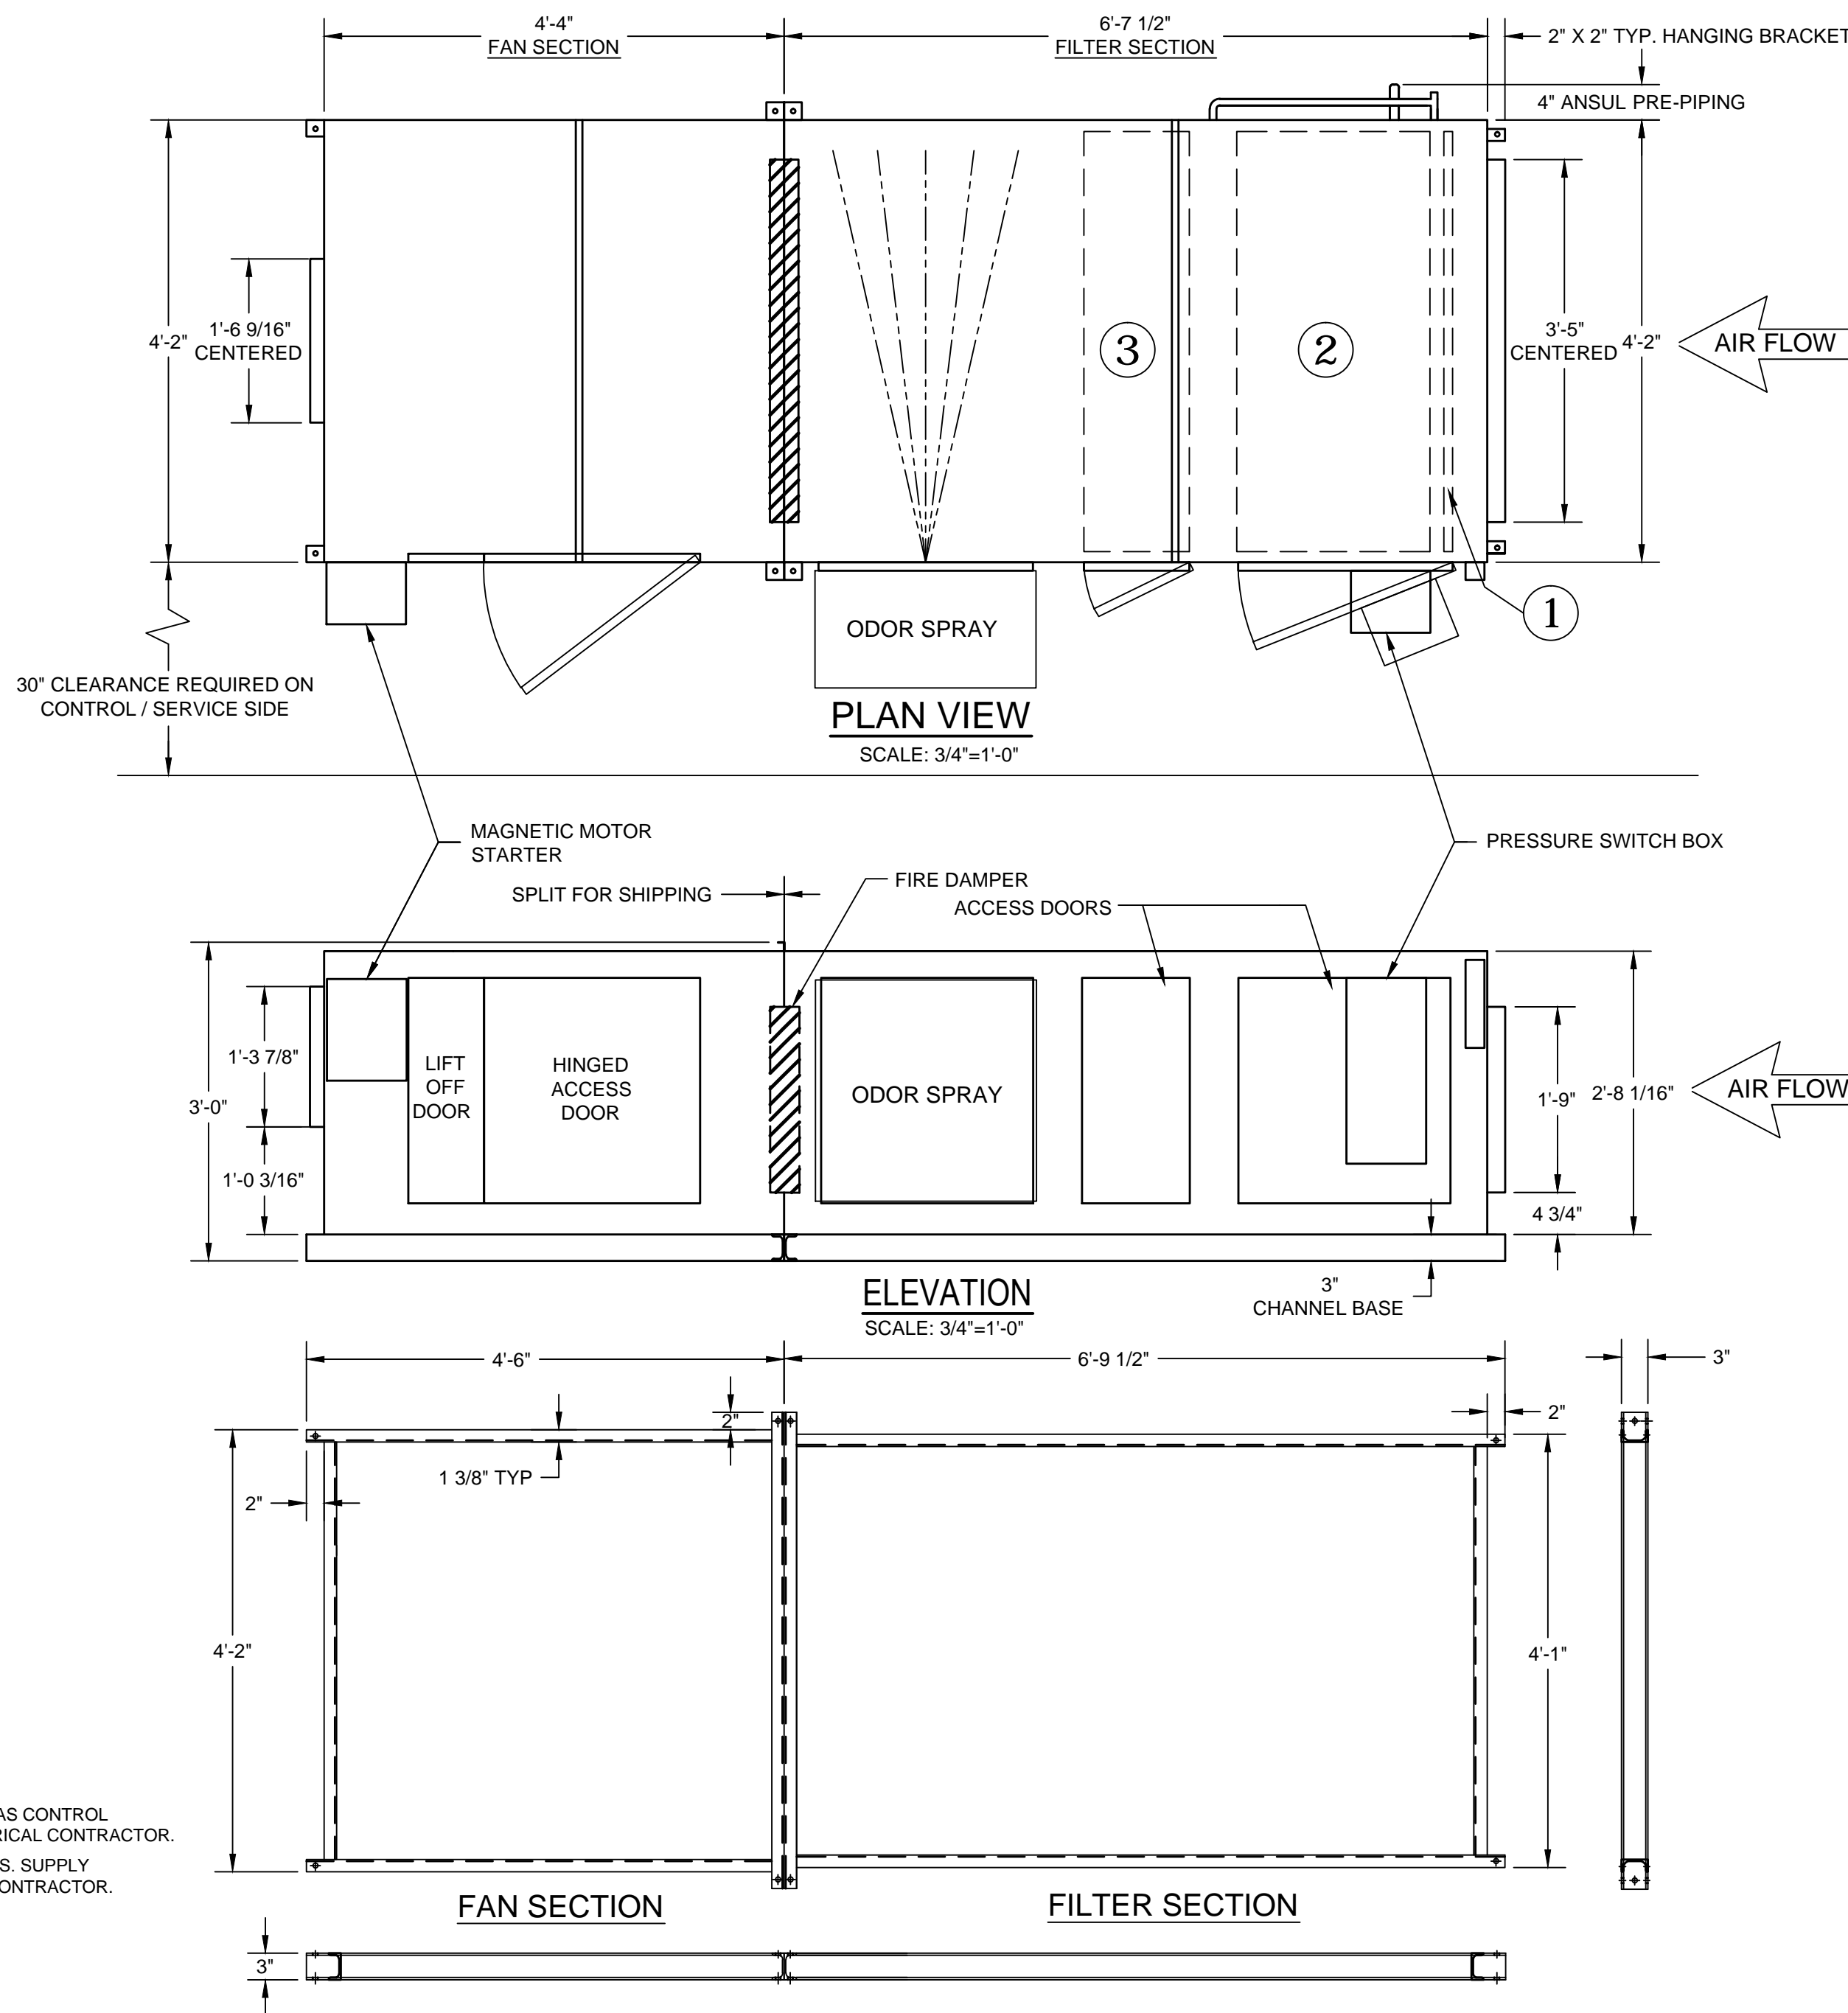 4'-4"
FAN SECTION
6'-7 1/2"
FILTER SECTION
2" X 2" TYP. HANGING BRACKET
4" ANSUL PRE-PIPING
4'-2"
1'-6 9/16"
CENTERED
3
2
3'-5"
CENTERED
4'-2"
AIR FLOW
1
ODOR SPRAY
30" CLEARANCE REQUIRED ON
CONTROL / SERVICE SIDE
PLAN VIEW
SCALE: 3/4"=1'-0"
MAGNETIC MOTOR
STARTER
PRESSURE SWITCH BOX
SPLIT FOR SHIPPING
FIRE DAMPER
ACCESS DOORS
3'-0"
1'-3 7/8"
1'-0 3/16"
LIFT
OFF
DOOR
HINGED
ACCESS
DOOR
ODOR SPRAY
1'-9"
2'-8 1/16"
AIR FLOW
4 3/4"
3"
CHANNEL BASE
ELEVATION
SCALE: 3/4"=1'-0"
4'-6"
6'-9 1/2"
3"
2"
2"
1 3/8" TYP
2"
4'-2"
4'-1"
AS CONTROL
RICAL CONTRACTOR.
S. SUPPLY
ONTRACTOR.
FAN SECTION
FILTER SECTION
3"